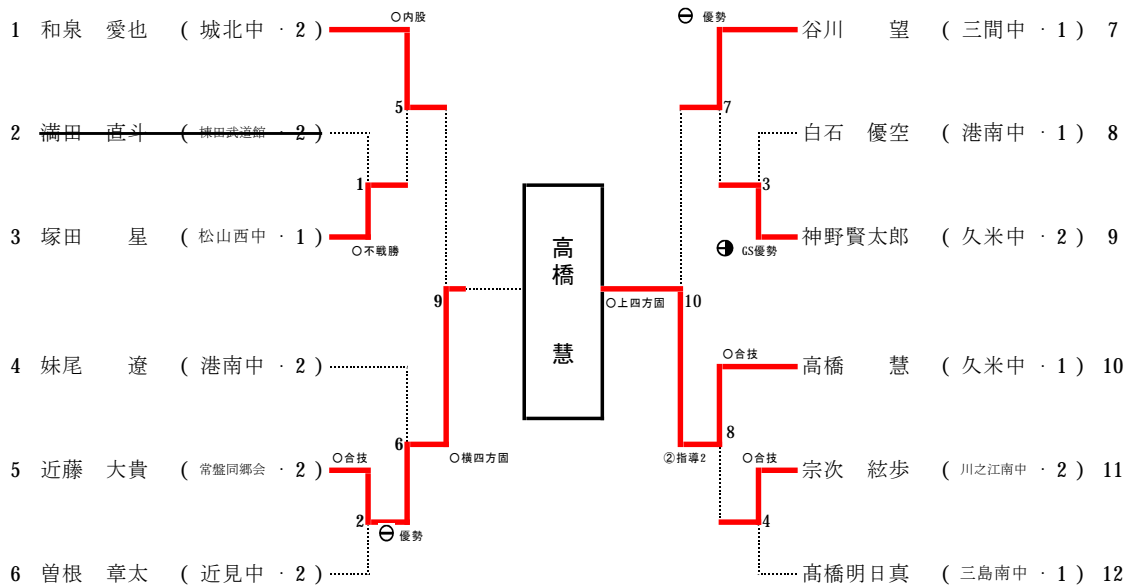 ○内股
優勢
1 和泉 愛也 ( 城北中 · 2 )
谷川 望 ( 三間中 · 1 ) 7
5
7
2 満田 直斗 ( 棟田武道館 · 2 )
白石 優空 ( 港南中 · 1 ) 8
1
3
3 塚田 星 ( 松山西中 · 1 )
神野賢太郎 ( 久米中 · 2 ) 9
○不戦勝
GS優勢
高橋 慧
9
10
○上四方固
○合技
4 妹尾 遼 ( 港南中 · 2 )
高橋 慧 ( 久米中 · 1 ) 10
6
8
○合技
○横四方固
②指導2
○合技
5 近藤 大貴 ( 常盤同郷会 · 2 )
宗次 絃歩 ( 川之江南中 · 2 ) 11
2
4
優勢
6 曽根 章太 ( 近見中 · 2 )
髙橋明日真 ( 三島南中 · 1 ) 12